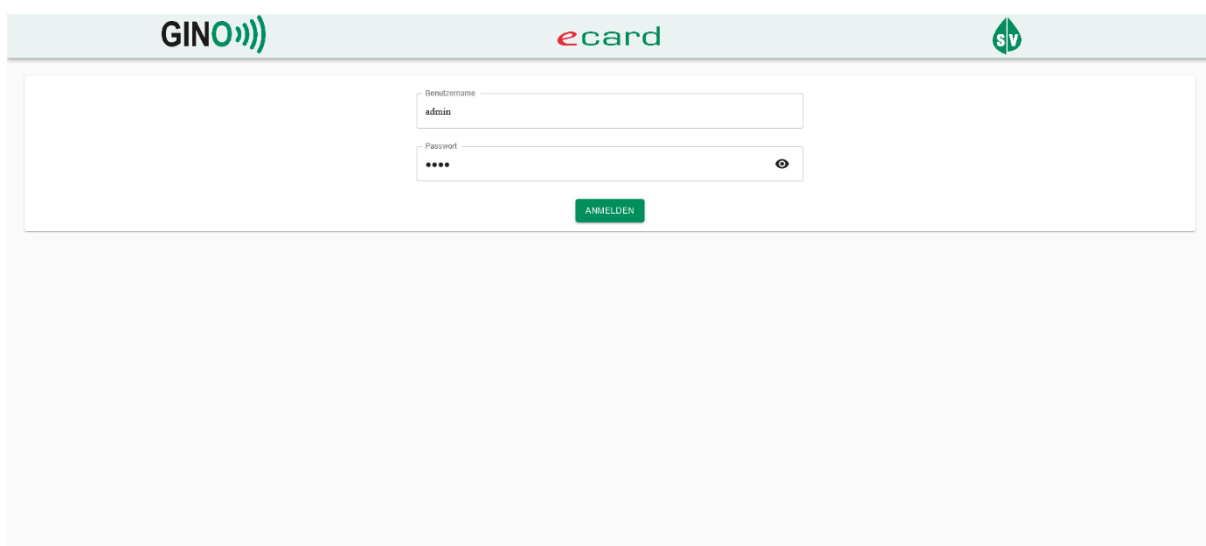 GINO
ecard
SV
Benutzername
admin
Passwort
••••
ANMELDEN